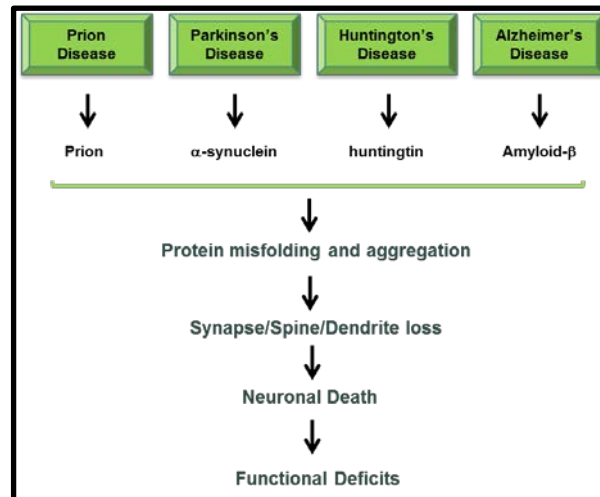 Prion Disease
Parkinson's Disease
Huntington's Disease
Alzheimer's Disease
Prion
α-synuclein
huntingtin
Amyloid-β
Protein misfolding and aggregation
Synapse/Spine/Dendrite loss
Neuronal Death
Functional Deficits